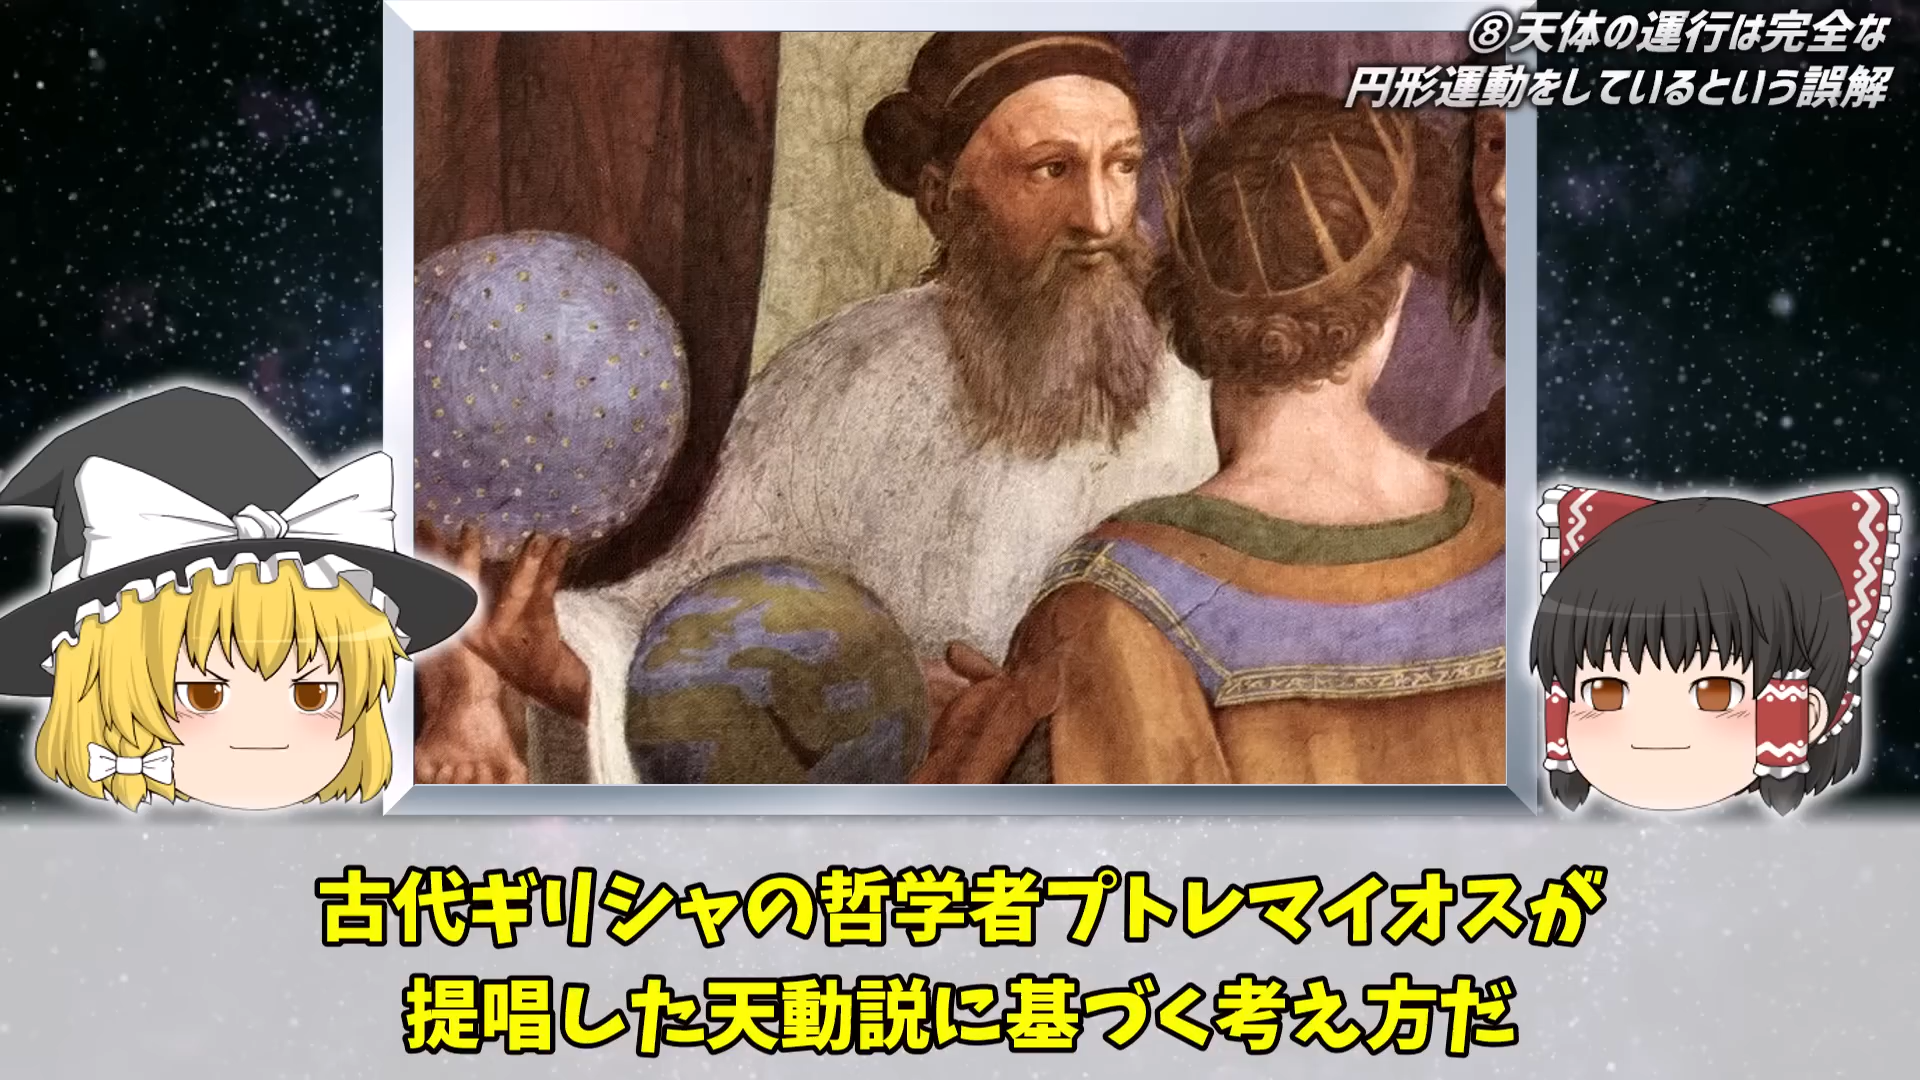 ⑧天体の運行は完全な
円形運動をしているという誤解
古代ギリシャの哲学者プトレマイオスが
提唱した天動説に基づく考え方だ